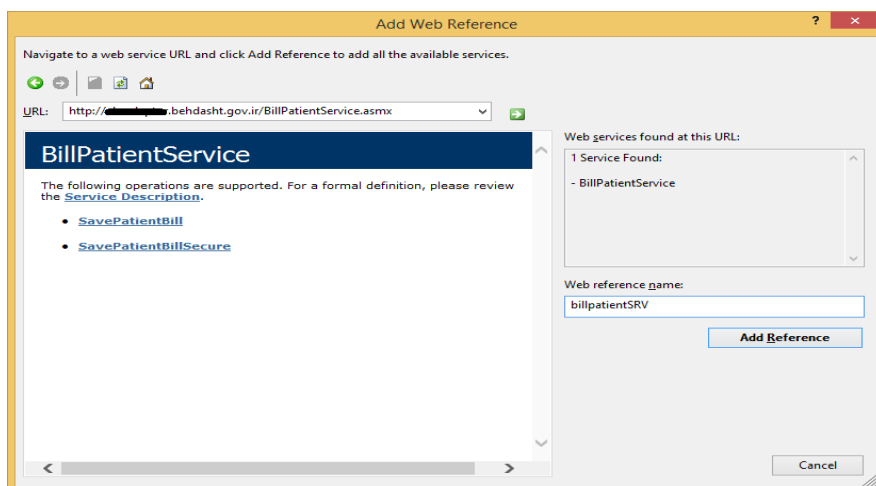 Add Web Reference
? ×
Navigate to a web service URL and click Add Reference to add all the available services.
URL: http:// .behdasht.gov.ir/BillPatientService.asmx
BillPatientService
The following operations are supported. For a formal definition, please review
the Service Description.
• SavePatientBill
• SavePatientBillSecure
Web services found at this URL:
1 Service Found:
- BillPatientService
Web reference name:
billpatientSRV
Add Reference
Cancel